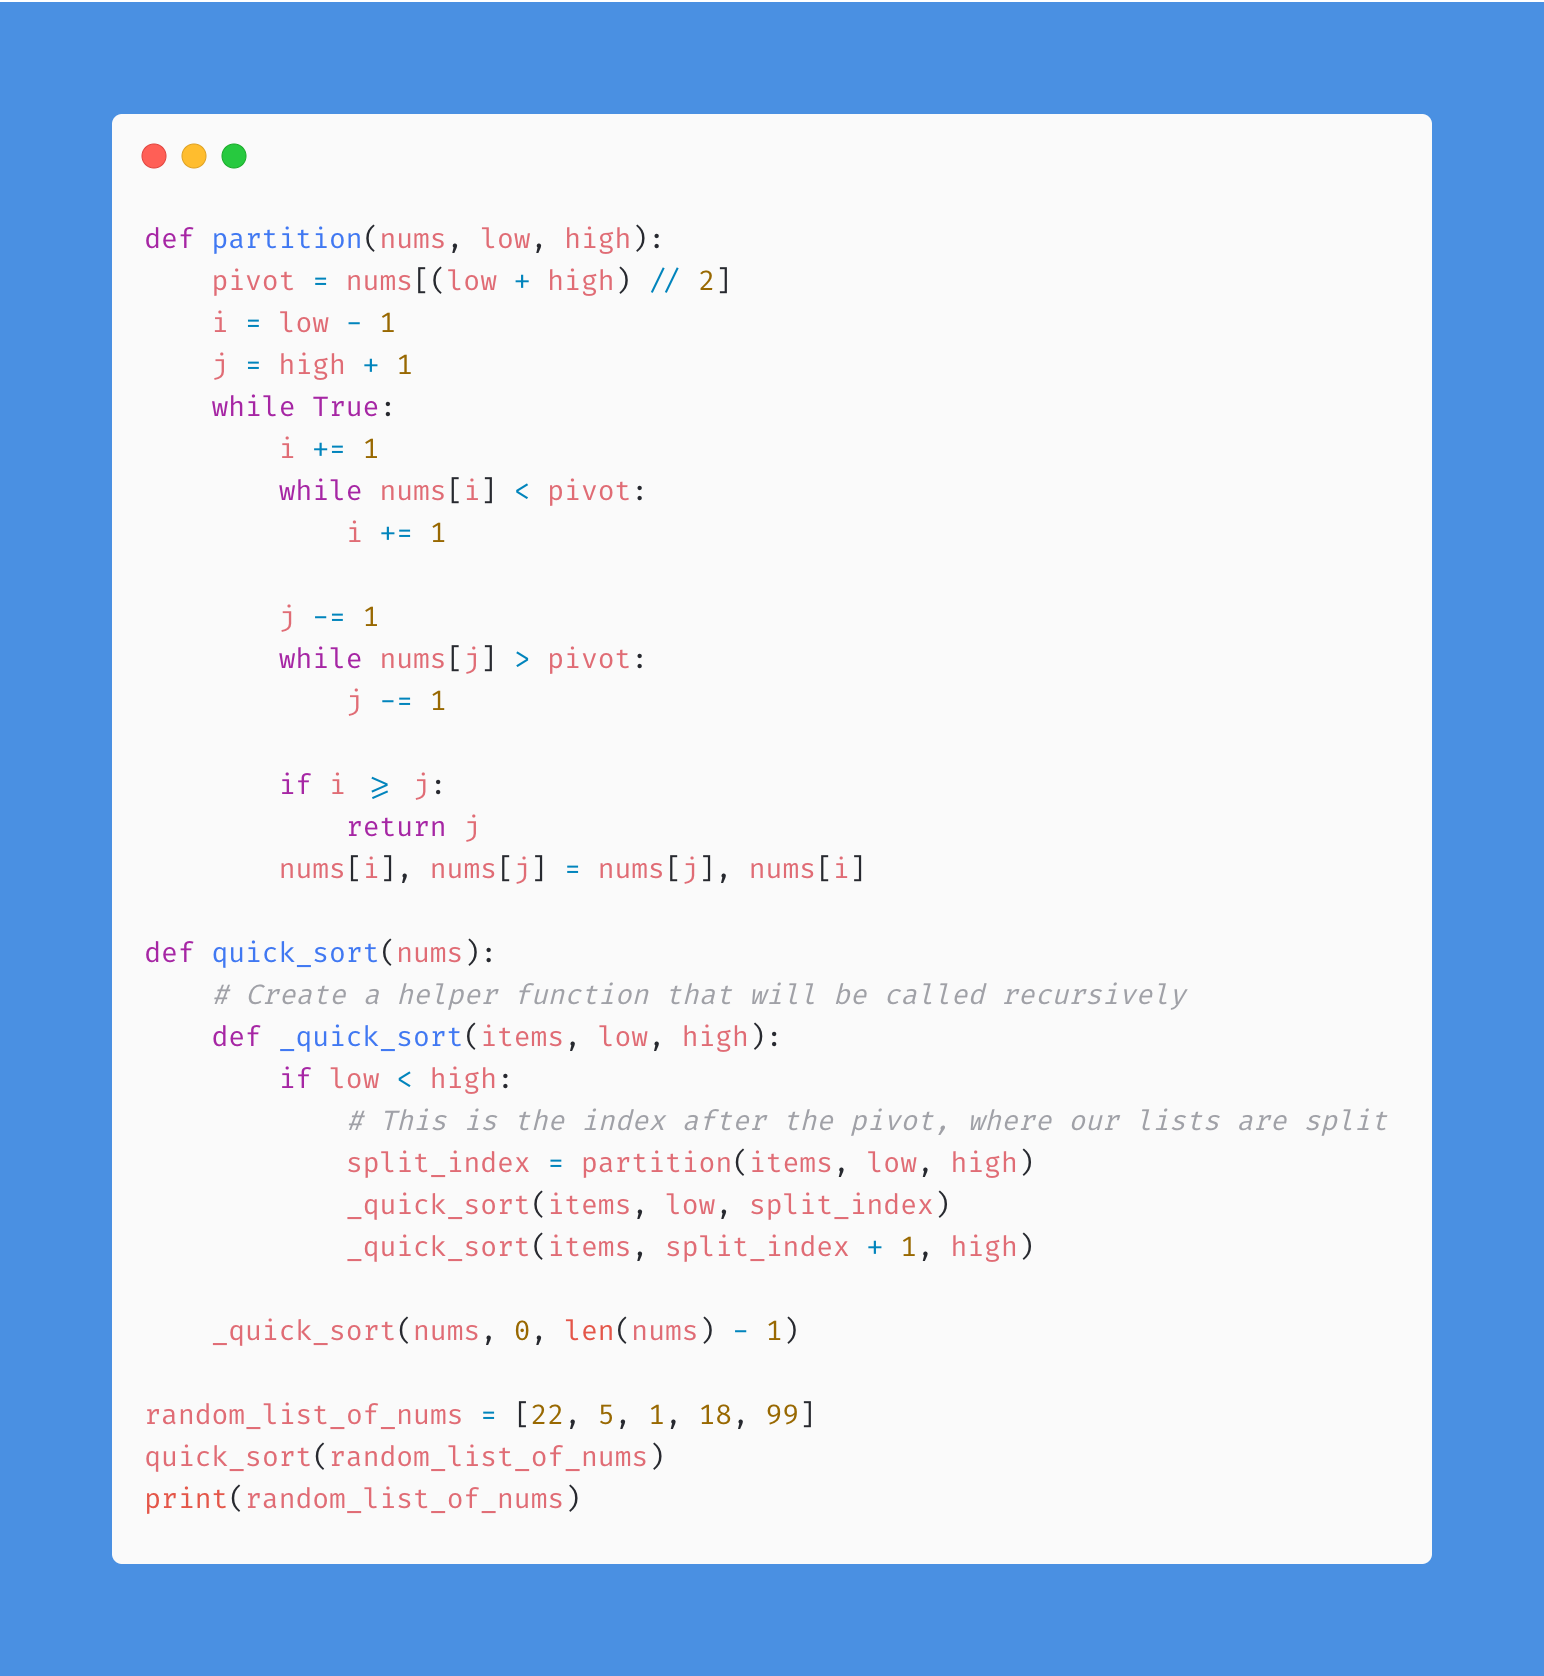 def partition(nums, low, high):
    pivot = nums[(low + high) // 2]
    i = low - 1
    j = high + 1
    while True:
        i += 1
        while nums[i] < pivot:
            i += 1

        j -= 1
        while nums[j] > pivot:
            j -= 1

        if i >= j:
            return j
        nums[i], nums[j] = nums[j], nums[i]

def quick_sort(nums):
    # Create a helper function that will be called recursively
    def _quick_sort(items, low, high):
        if low < high:
            # This is the index after the pivot, where our lists are split
            split_index = partition(items, low, high)
            _quick_sort(items, low, split_index)
            _quick_sort(items, split_index + 1, high)

    _quick_sort(nums, 0, len(nums) - 1)

random_list_of_nums = [22, 5, 1, 18, 99]
quick_sort(random_list_of_nums)
print(random_list_of_nums)